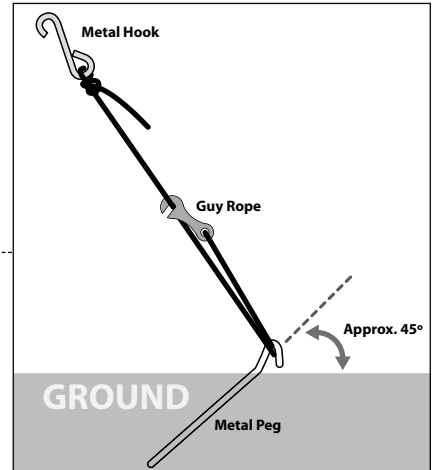 Metal Hook
Guy Rope
Approx. 45º
GROUND
Metal Peg